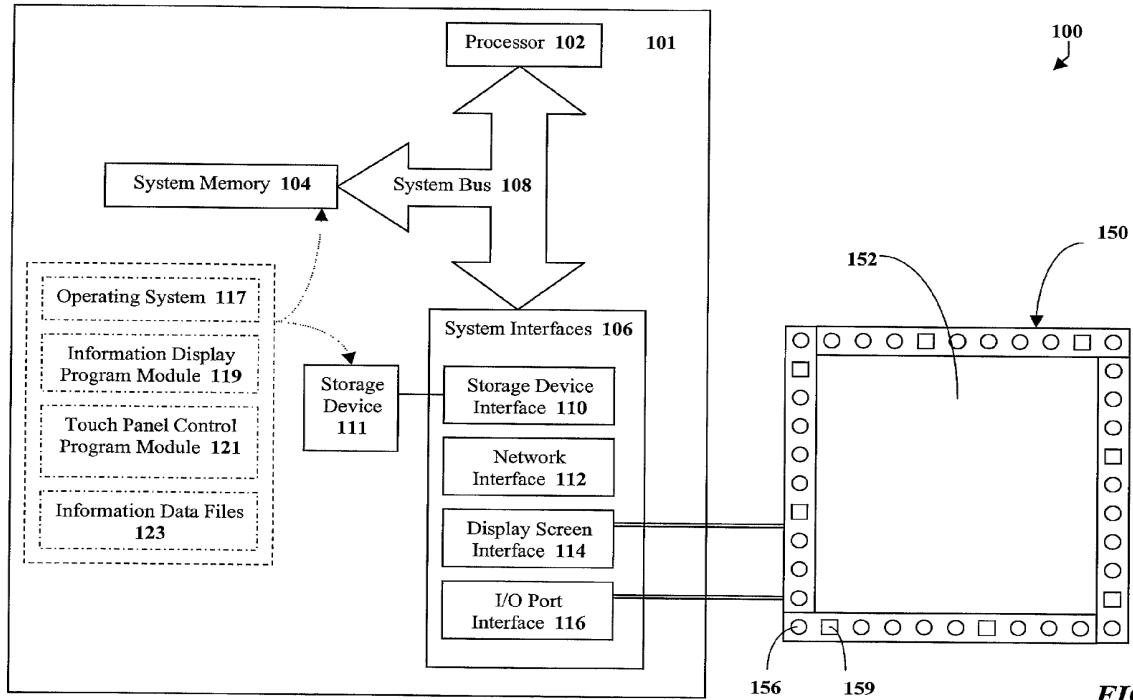 Processor 102
101
100
System Memory 104
System Bus 108
150
152
Operating System 117
Information Display
Program Module 119
Touch Panel Control
Program Module 121
Information Data Files
123
Storage
Device
111
System Interfaces 106
Storage Device
Interface 110
Network
Interface 112
Display Screen
Interface 114
I/O Port
Interface 116
156
159